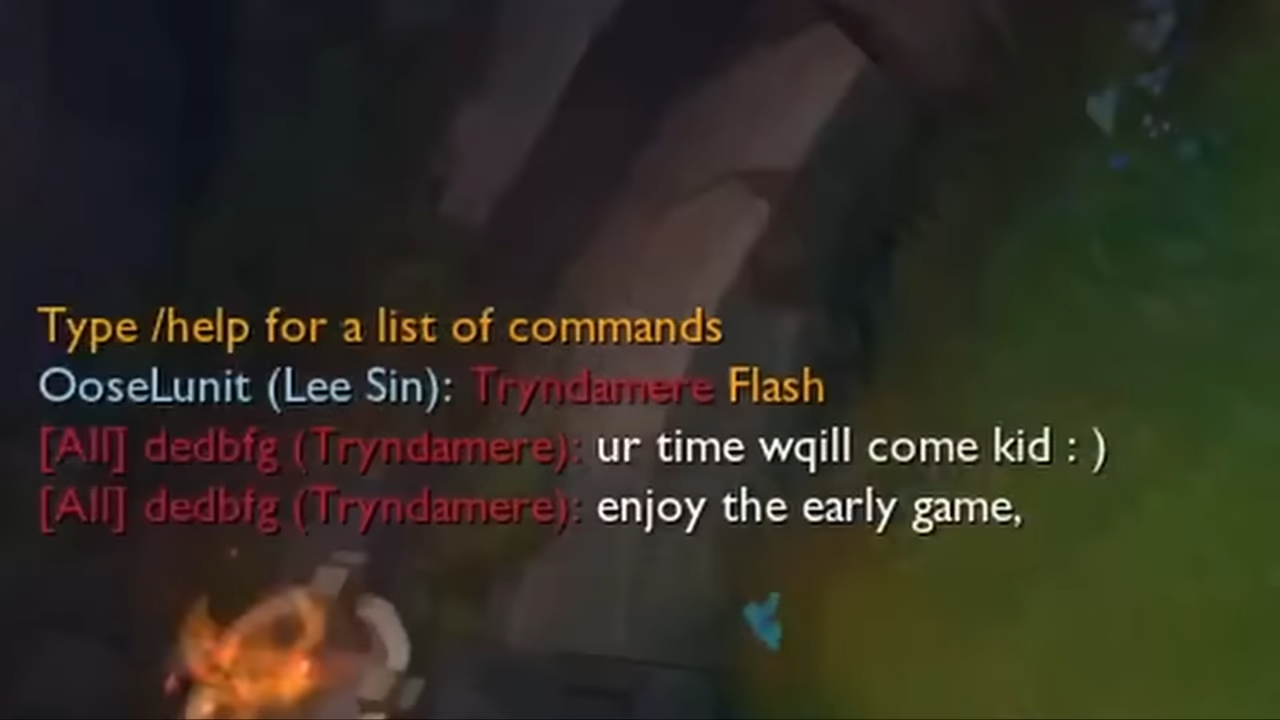 Type /help for a list of commands
OoseLunit (Lee Sin): Tryndamere Flash
[All] dedbfg (Tryndamere): ur time wqill come kid : )
[All] dedbfg (Tryndamere): enjoy the early game,